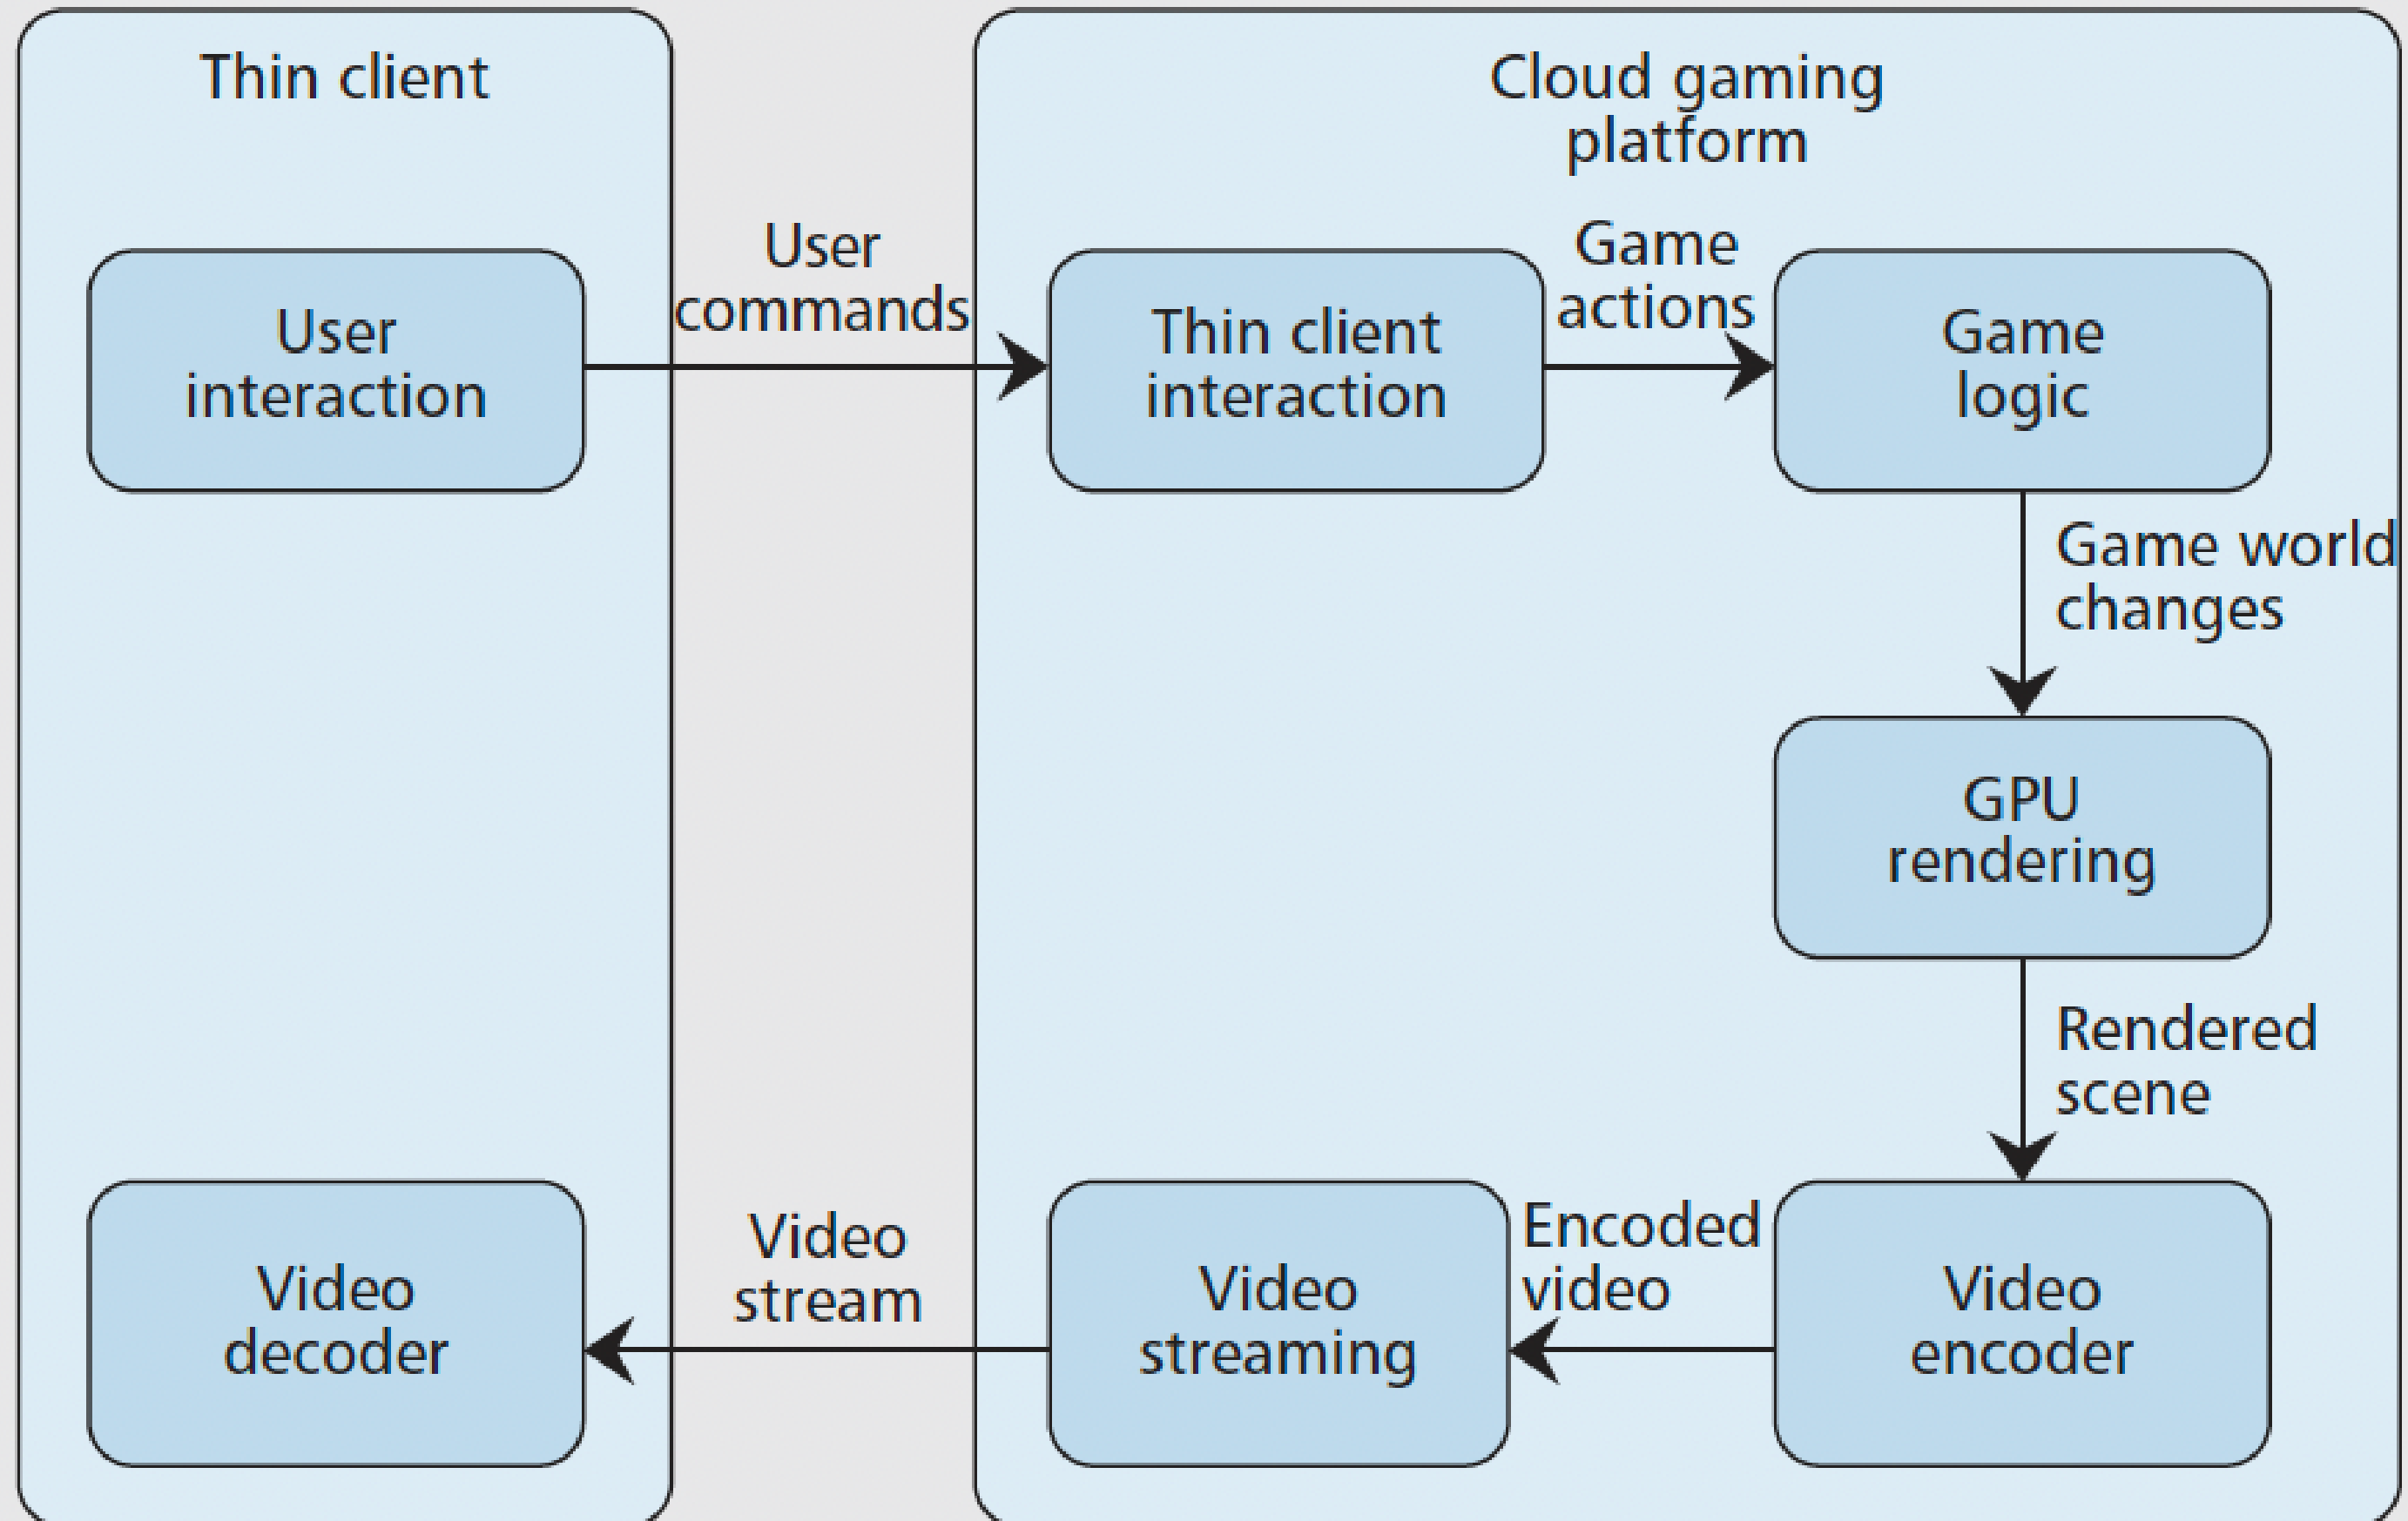 Thin client
Cloud gaming
platform
User
interaction
User
commands
Thin client
interaction
Game
actions
Game
logic
Game world
changes
GPU
rendering
Rendered
scene
Video
decoder
Video
stream
Video
streaming
Encoded
video
Video
encoder